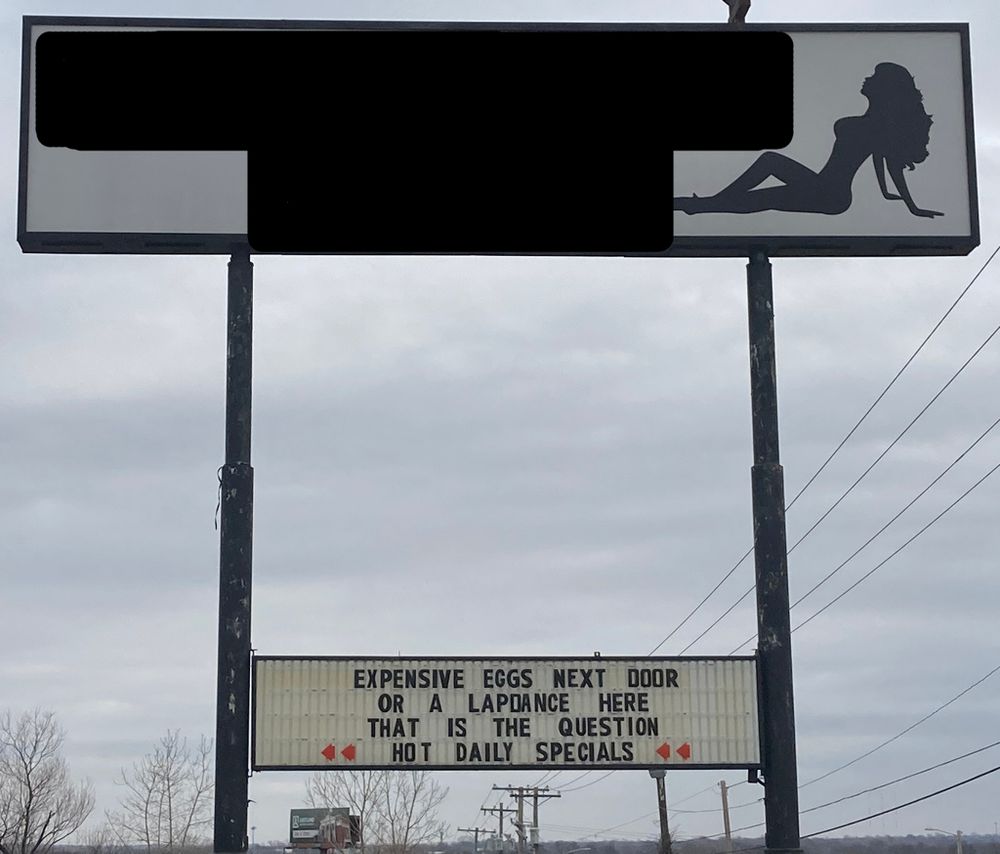 EXPENSIVE EGGS NEXT DOOR
OR A LAPDANCE HERE
THAT IS THE QUESTION
HOT DAILY SPECIALS